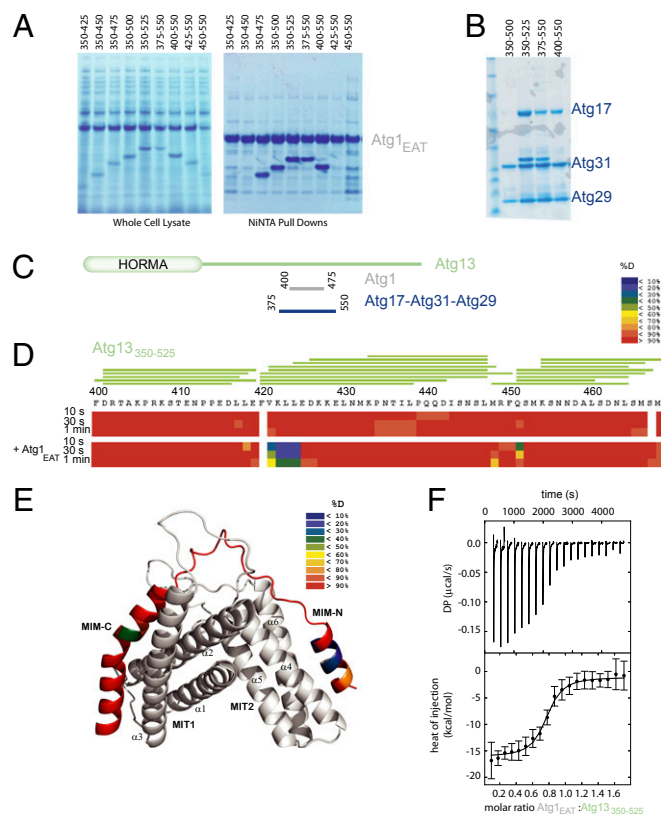 A
350-425
350-450
350-475
350-500
350-525
375-550
400-550
425-550
450-550
350-425
350-450
350-475
350-500
350-525
375-550
400-550
425-550
450-550
Atg1EAT
Whole Cell Lysate
NiNTA Pull Downs
B
350-500
350-525
375-550
400-550
Atg17
Atg31
Atg29
C
HORMA
Atg13
Atg1
400
475
Atg17-Atg31-Atg29
375
550
%D
< 10%
< 20%
< 30%
< 40%
< 50%
< 60%
< 70%
< 80%
< 90%
> 90%
D
Atg13350-525
400 410 420 430 440 450 460
10 s
30 s
1 min
+ Atg1EAT
10 s
30 s
1 min
E
%D
< 10%
< 20%
< 30%
< 40%
< 50%
< 60%
< 70%
< 80%
< 90%
> 90%
MIM-C
MIM-N
α2
α6
α4
α5
α1
α3
MIT1
MIT2
F
time (s)
0 1000 2000 3000 4000
0.0
-0.05
-0.10
-0.15
DP (μcal/s)
0
-5
-10
-15
-20
heat of injection
(kcal/mol)
0.2 0.4 0.6 0.8 1.0 1.2 1.4 1.6
molar ratio Atg1EAT:Atg13350-525